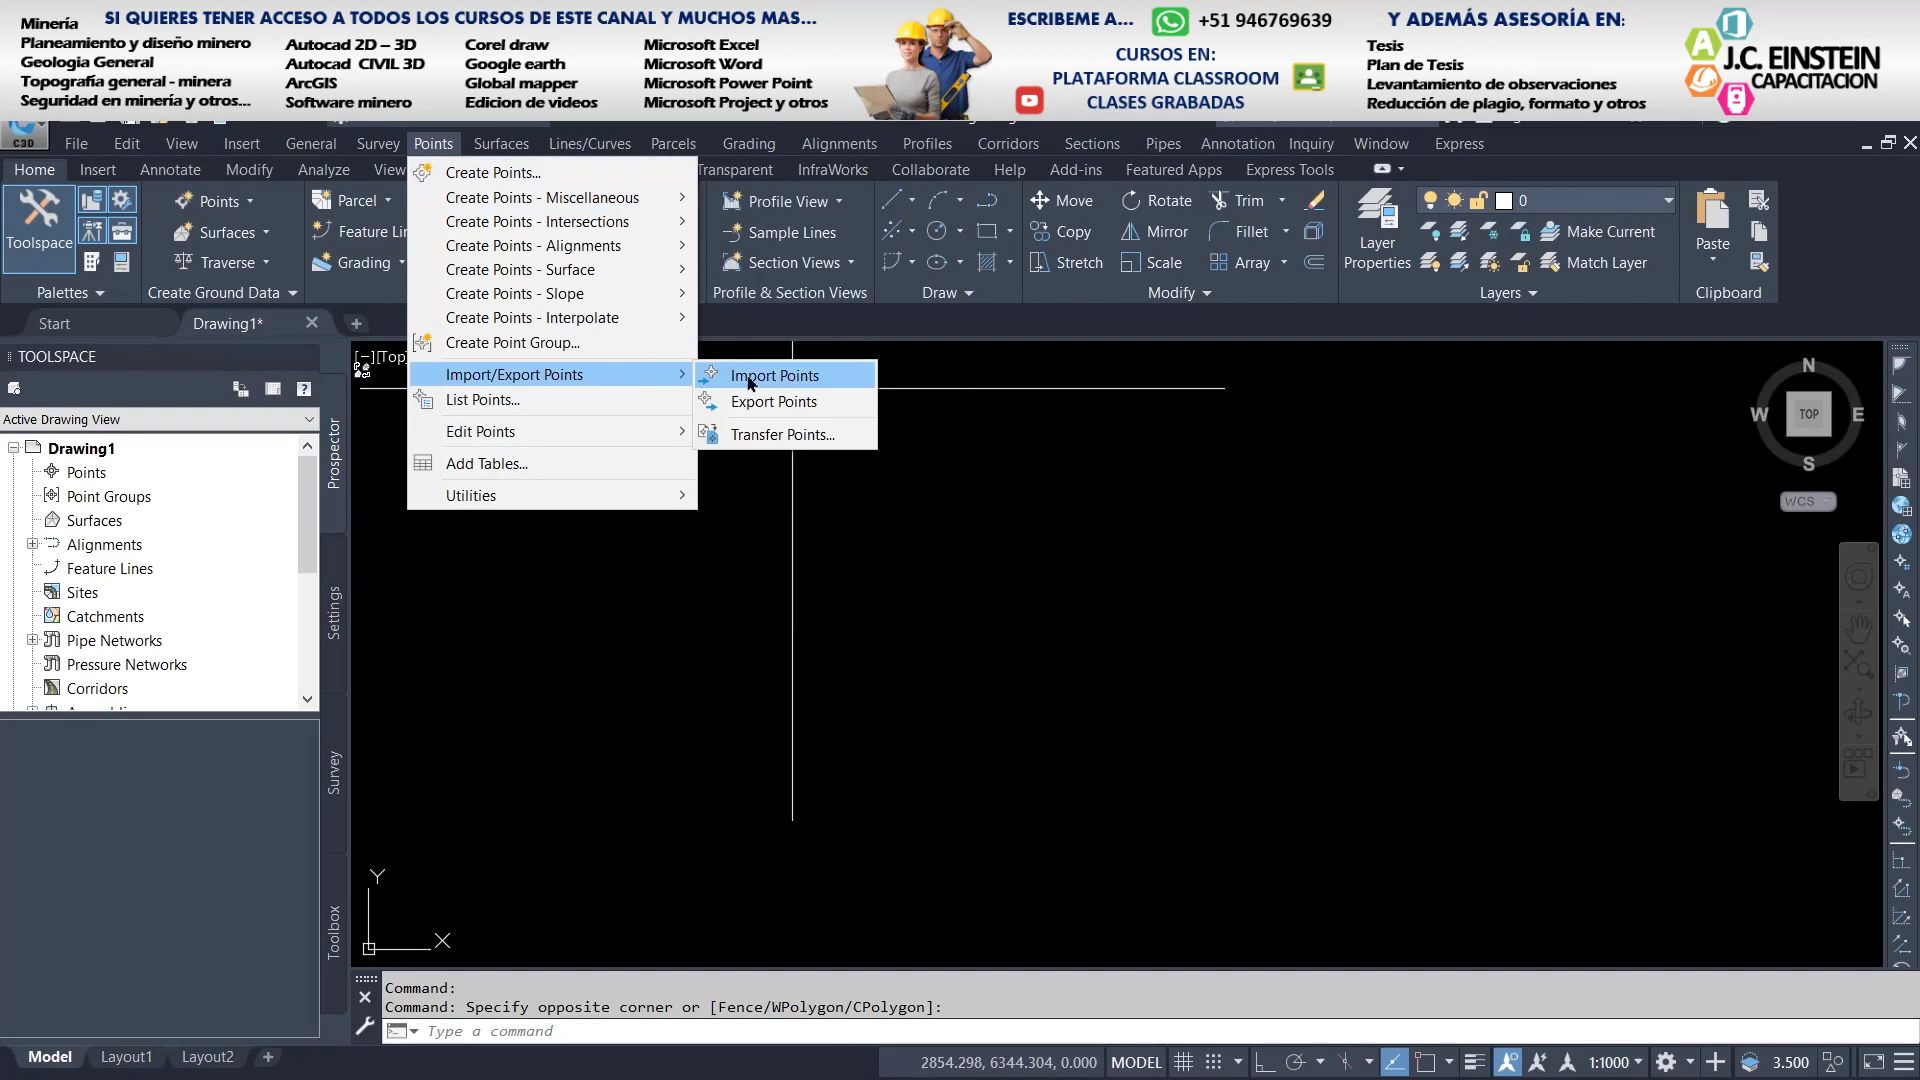 SI QUIERES TENER ACCESO A TODOS LOS CURSOS DE ESTE CANAL Y MUCHOS MAS...
Minería
Planeamiento y diseño minero
Geologia General
Topografía general - minera
Seguridad en minería y otros...
Autocad 2D – 3D
Autocad CIVIL 3D
ArcGIS
Software minero
Corel draw
Google earth
Global mapper
Edicion de videos
Microsoft Excel
Microsoft Word
Microsoft Power Point
Microsoft Project y otros
ESCRIBEME A...
+51 946769639
CURSOS EN:
PLATAFORMA CLASSROOM
CLASES GRABADAS
Y ADEMÁS ASESORÍA EN:
Tesis
Plan de Tesis
Levantamiento de observaciones
Reducción de plagio, formato y otros
J.C. EINSTEIN
CAPACITACION
C3D
File Edit View Insert General Survey Points Surfaces Lines/Curves Parcels Grading Alignments Profiles Corridors Sections Pipes Annotation Inquiry Window Express
Home Insert Annotate Modify Analyze View Transparent InfraWorks Collaborate Help Add-ins Featured Apps Express Tools
Toolspace
Points
Surfaces
Traverse
Parcel
Feature Lin
Grading
Profile View
Sample Lines
Section Views
Move Rotate Trim
Copy Mirror Fillet
Stretch Scale Array
Layer
Properties
0
Make Current
Match Layer
Paste
Palettes Create Ground Data Profile & Section Views Draw Modify Layers Clipboard
Start Drawing1*
Create Points...
Create Points - Miscellaneous
Create Points - Intersections
Create Points - Alignments
Create Points - Surface
Create Points - Slope
Create Points - Interpolate
Create Point Group...
Import/Export Points
List Points...
Edit Points
Add Tables...
Utilities
Import Points
Export Points
Transfer Points...
TOOLSPACE
Active Drawing View
Drawing1
Points
Point Groups
Surfaces
Alignments
Feature Lines
Sites
Catchments
Pipe Networks
Pressure Networks
Corridors
Prospector
Settings
Survey
Toolbox
[−][Top]
N
W TOP E
S
WCS
Y
X
Command:
Command: Specify opposite corner or [Fence/WPolygon/CPolygon]:
Type a command
Model Layout1 Layout2
2854.298, 6344.304, 0.000 MODEL 1:1000 3.500